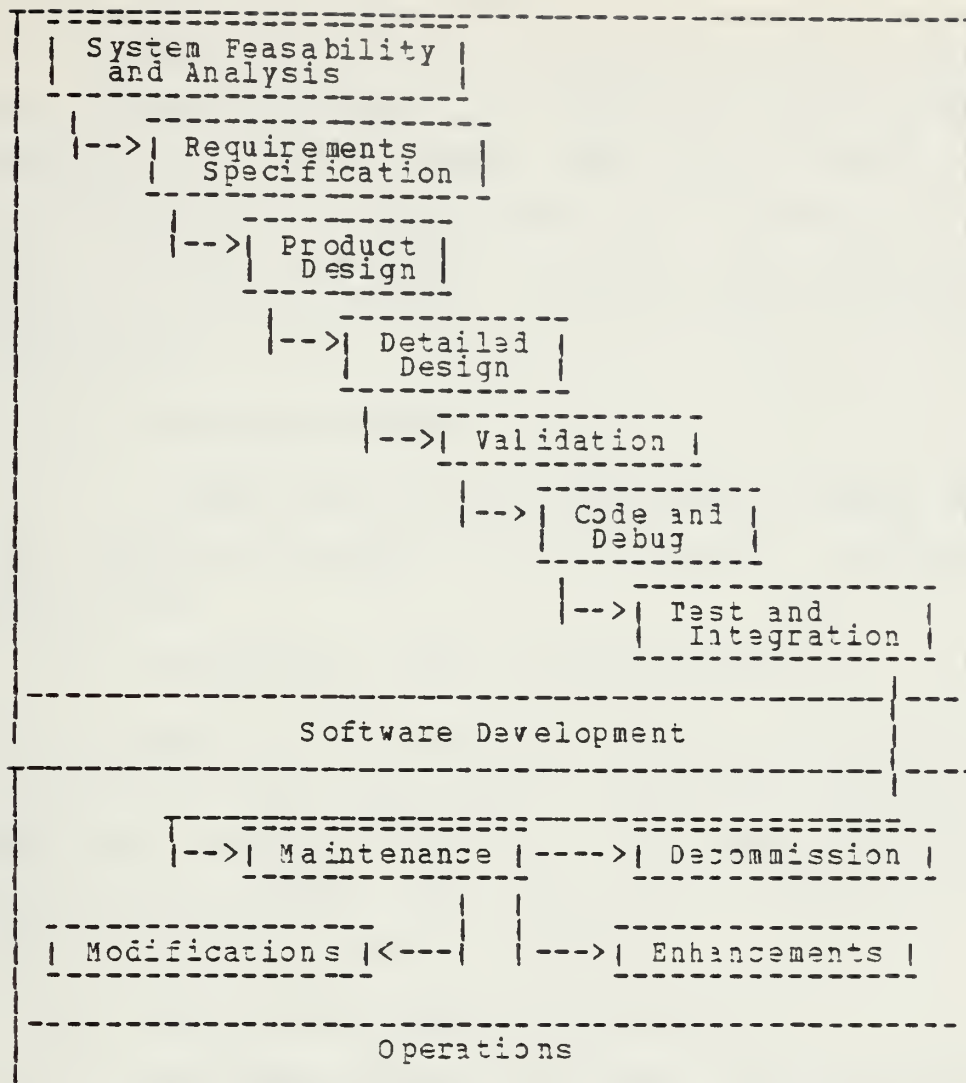 System Feasability
and Analysis
Requirements
Specification
Product
Design
Detailed
Design
Validation
Code and
Debug
Test and
Integration
Software Development
Maintenance
Decommission
Modifications
Enhancements
Operations